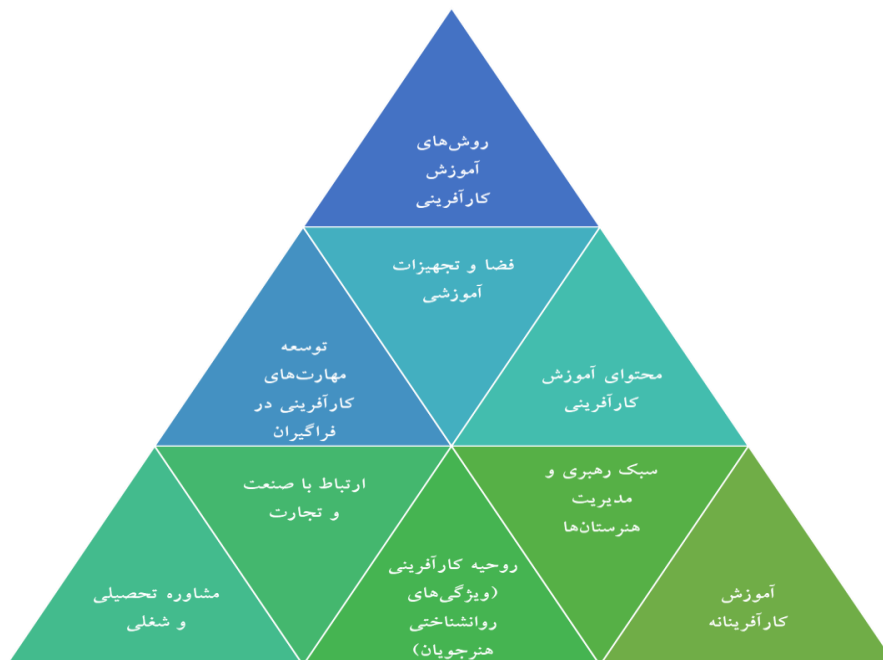 روش‌های
آموزش
کارآفرینی
فضا و تجهیزات
آموزشی
توسعه
مهارت‌های
کارآفرینی در
فراگیران
محتوای آموزش
کارآفرینی
سبک رهبری و
مدیریت
هنرستان‌ها
ارتباط با صنعت
و تجارت
روحیه کارآفرینی
(ویژگی‌های
روانشناختی
هنرجویان)
آموزش
کارآفرینانه
مشاوره تحصیلی
و شغلی